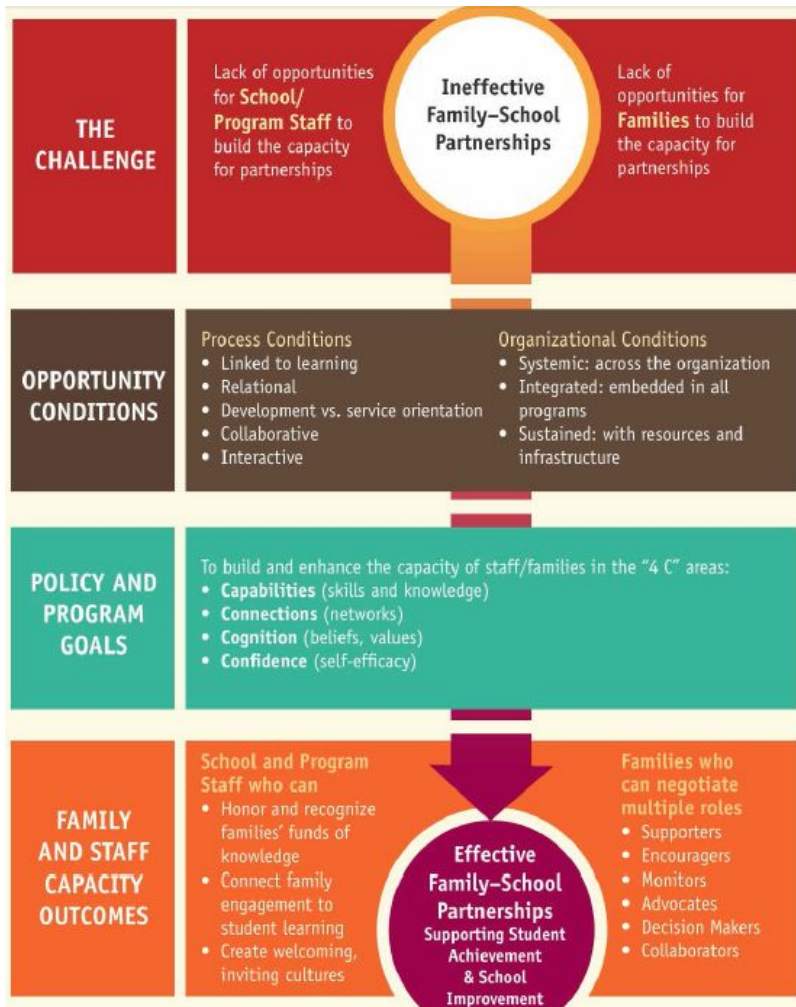 THE
CHALLENGE
Lack of opportunities
for School/
Program Staff to
build the capacity
for partnerships
Ineffective
Family–School
Partnerships
Lack of
opportunities for
Families to build
the capacity for
partnerships
OPPORTUNITY
CONDITIONS
Process Conditions
• Linked to learning
• Relational
• Development vs. service orientation
• Collaborative
• Interactive
Organizational Conditions
• Systemic: across the organization
• Integrated: embedded in all
programs
• Sustained: with resources and
infrastructure
POLICY AND
PROGRAM
GOALS
To build and enhance the capacity of staff/families in the “4 C” areas:
• Capabilities (skills and knowledge)
• Connections (networks)
• Cognition (beliefs, values)
• Confidence (self-efficacy)
FAMILY
AND STAFF
CAPACITY
OUTCOMES
School and Program
Staff who can
• Honor and recognize
families’ funds of
knowledge
• Connect family
engagement to
student learning
• Create welcoming,
inviting cultures
Effective
Family–School
Partnerships
Supporting Student
Achievement
& School
Improvement
Families who
can negotiate
multiple roles
• Supporters
• Encouragers
• Monitors
• Advocates
• Decision Makers
• Collaborators